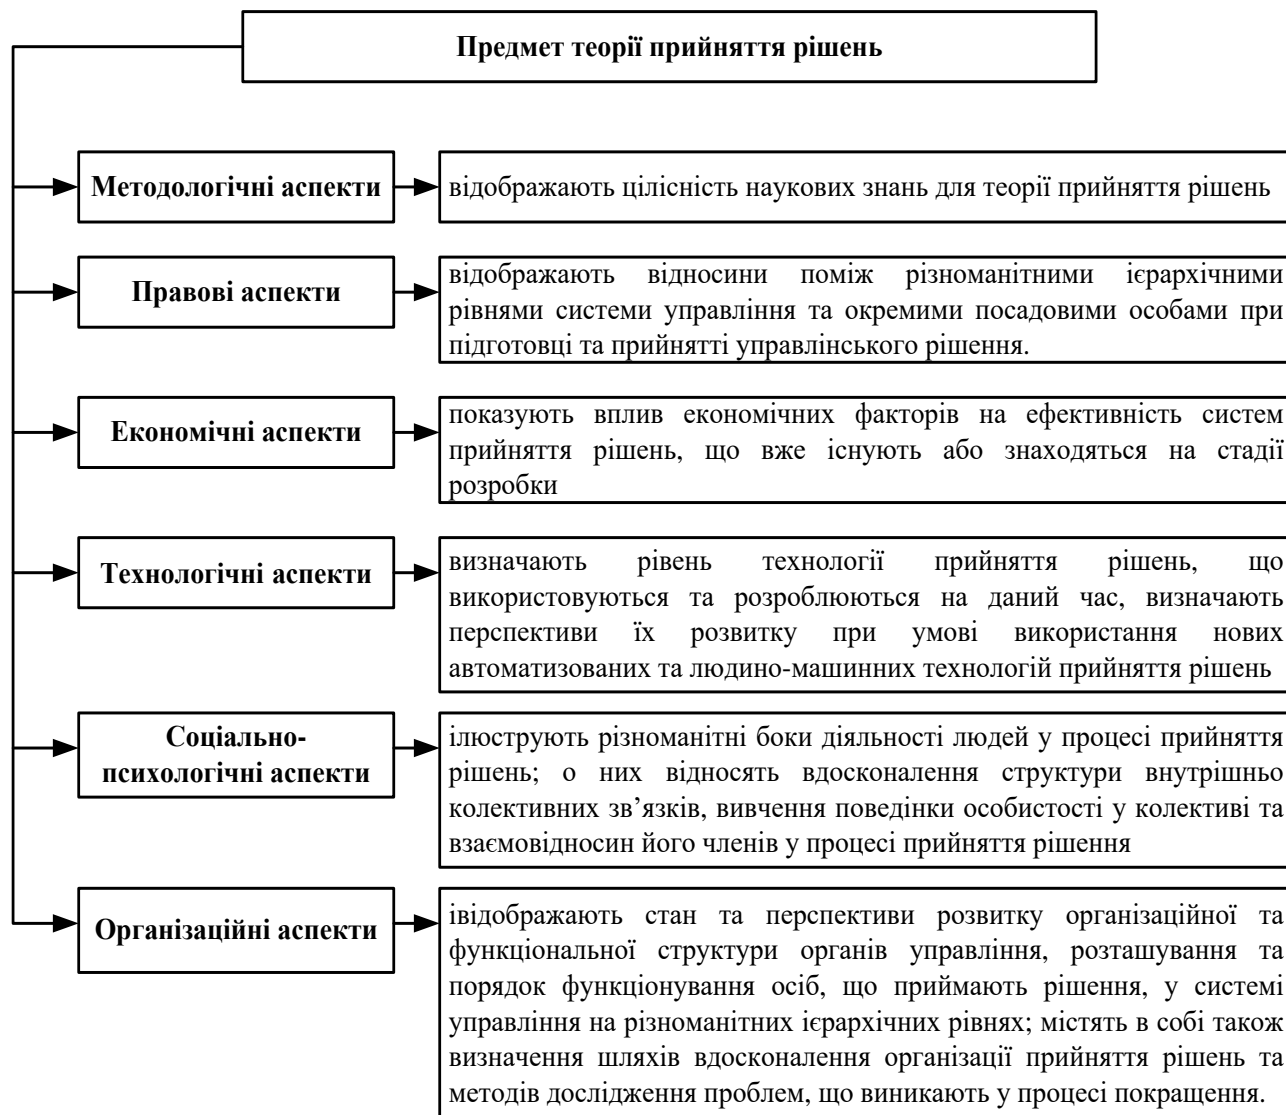 Предмет теорії прийняття рішень
Методологічні аспекти
відображають цілісність наукових знань для теорії прийняття рішень
Правові аспекти
відображають відносини поміж різноманітними ієрархічними
рівнями системи управління та окремими посадовими особами при
підготовці та прийнятті управлінського рішення.
Економічні аспекти
показують вплив економічних факторів на ефективність систем
прийняття рішень, що вже існують або знаходяться на стадії
розробки
Технологічні аспекти
визначають рівень технології прийняття рішень, що
використовуються та розроблюються на даний час, визначають
перспективи їх розвитку при умові використання нових
автоматизованих та людино-машинних технологій прийняття рішень
Соціально-
психологічні аспекти
ілюструють різноманітні боки діяльності людей у процесі прийняття
рішень; о них відносять вдосконалення структури внутрішньо
колективних зв’язків, вивчення поведінки особистості у колективі та
взаємовідносин його членів у процесі прийняття рішення
Організаційні аспекти
івідображають стан та перспективи розвитку організаційної та
функціональної структури органів управління, розташування та
порядок функціонування осіб, що приймають рішення, у системі
управління на різноманітних ієрархічних рівнях; містять в собі також
визначення шляхів вдосконалення організації прийняття рішень та
методів дослідження проблем, що виникають у процесі покращення.